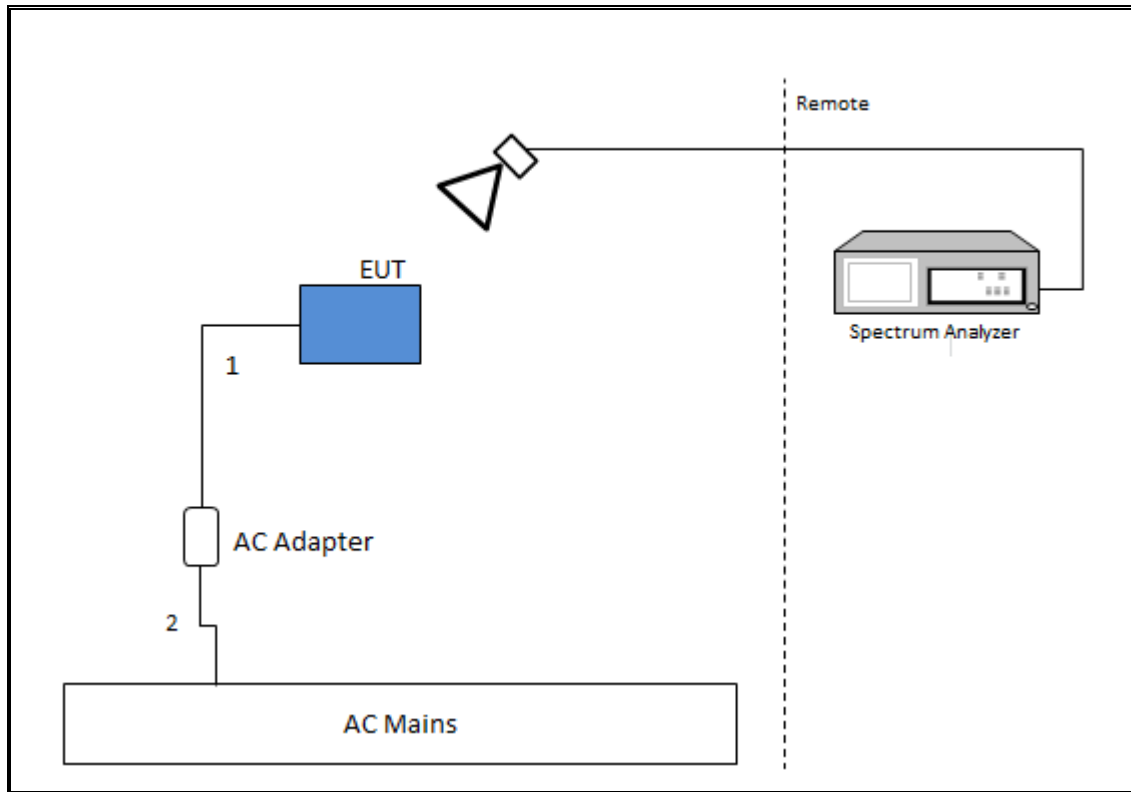 Remote
EUT
Spectrum Analyzer
1
AC Adapter
2
AC Mains